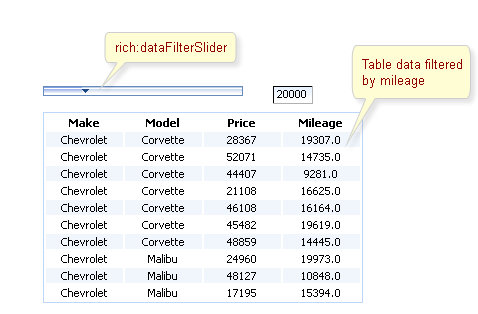 rich:dataFilterSlider
Table data filtered
by mileage
20000
Make Model Price Mileage
Chevrolet Corvette 28367 19307.0
Chevrolet Corvette 52071 14735.0
Chevrolet Corvette 44407 9281.0
Chevrolet Corvette 21108 16625.0
Chevrolet Corvette 46108 16164.0
Chevrolet Corvette 45482 19619.0
Chevrolet Corvette 48859 14445.0
Chevrolet Malibu 24960 19973.0
Chevrolet Malibu 48127 10848.0
Chevrolet Malibu 17195 15394.0